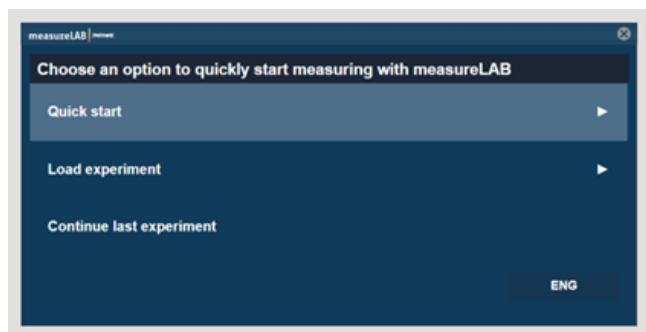 measureLAB
Choose an option to quickly start measuring with measureLAB
Quick start
Load experiment
Continue last experiment
ENG